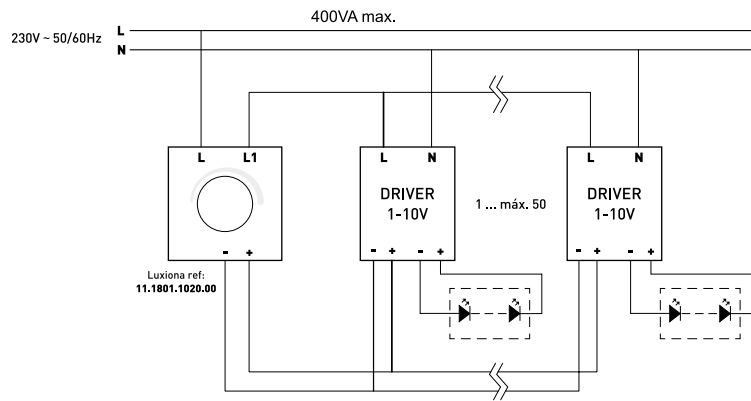 400VA max.
230V ~ 50/60Hz L
N
L L1
- +
Luxiona ref:
11.1801.1020.00
L N
DRIVER
1-10V
- + - +
1 ... máx. 50
L N
DRIVER
1-10V
- + - +